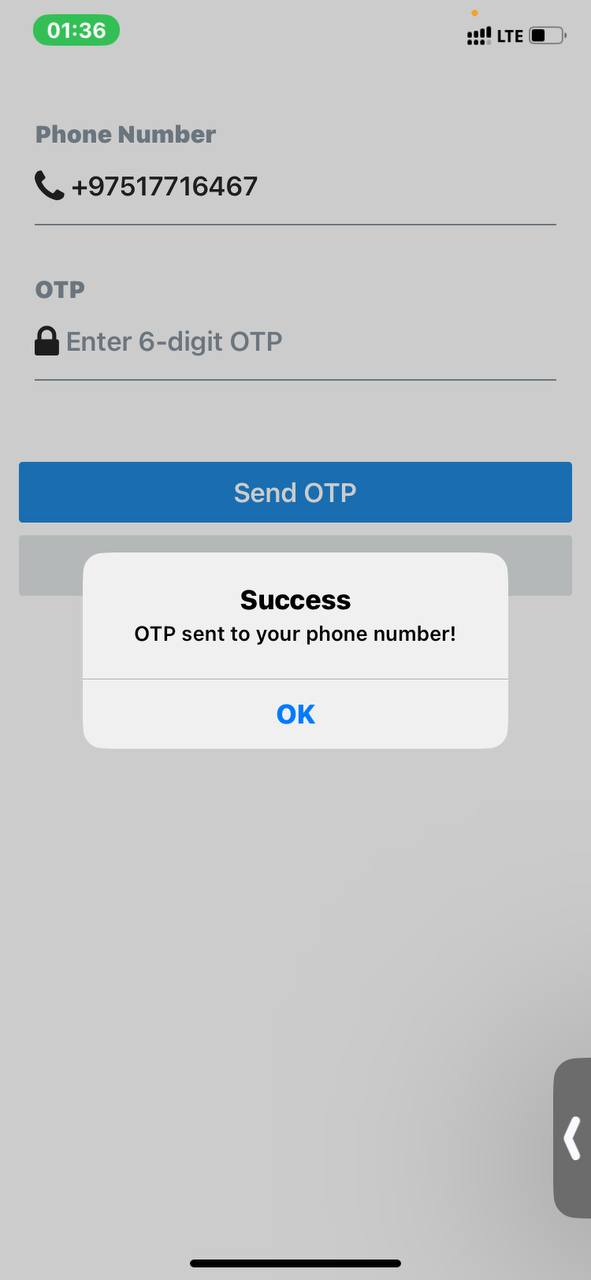 01:36
LTE
Phone Number
+97517716467
OTP
Enter 6-digit OTP
Send OTP
Success
OTP sent to your phone number!
OK